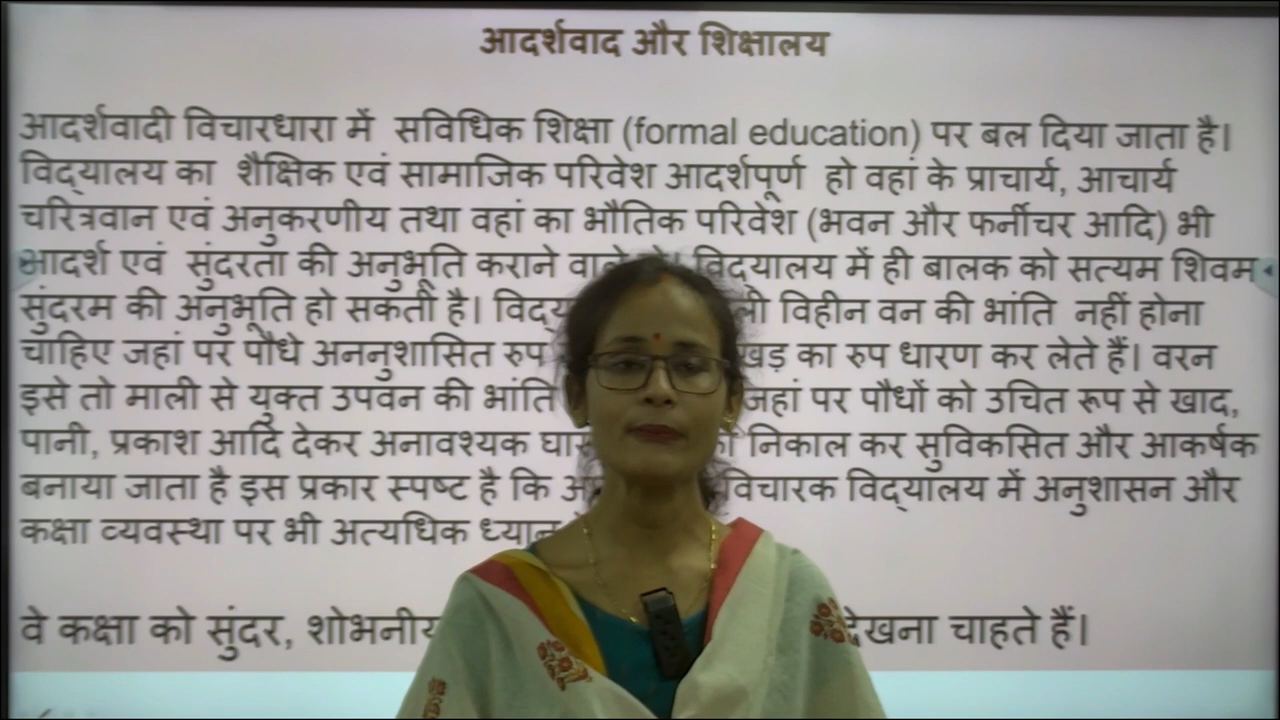 आदर्शवाद और शिक्षालय
आदर्शवादी विचारधारा में सविधिक शिक्षा (formal education) पर बल दिया जाता है।
विद्यालय का शैक्षिक एवं सामाजिक परिवेश आदर्शपूर्ण हो वहां के प्राचार्य, आचार्य
चरित्रवान एवं अनुकरणीय तथा वहां का भौतिक परिवेश (भवन और फर्नीचर आदि) भी
आदर्श एवं सुंदरता की अनुभूति कराने विद्यालय में ही बालक को सत्यम शिवम
सुंदरम की अनुभूति हो सकती है। विहीन वन की भांति नहीं होना
चाहिए जहां पर पौधे अननुशासित रुप का रुप धारण कर लेते हैं। वरन
इसे तो माली से युक्त उपवन की भांति जहां पर पौधों को उचित रूप से खाद,
पानी, प्रकाश आदि देकर अनावश्यक निकाल कर सुविकसित और आकर्षक
बनाया जाता है इस प्रकार स्पष्ट है कि विचारक विद्यालय में अनुशासन और
कक्षा व्यवस्था पर भी अत्यधिक ध्यान
वे कक्षा को सुंदर, देखना चाहते हैं।